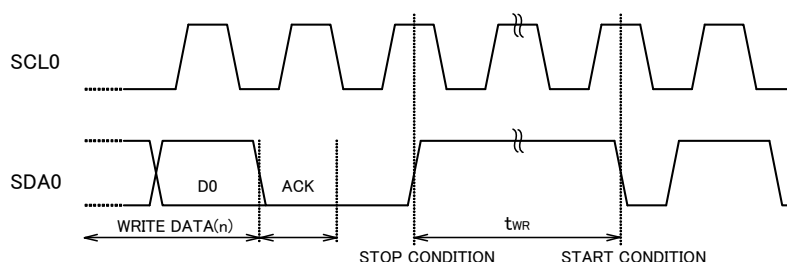 SCL0
SDA0
D0 ACK
WRITE DATA(n) tWR
STOP CONDITION START CONDITION